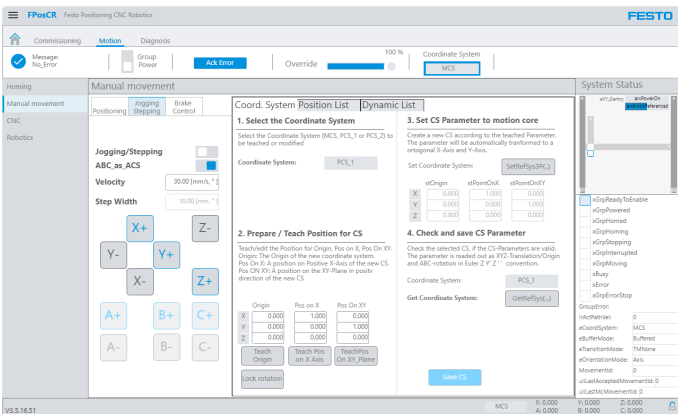 FPosCR Festo Positioning CNC Robotics
FESTO
Commissioning Motion Diagnosis
Message:
No_Error
Group
Power
Ack Error
Override
100 %
Coordinate System
MCS
Homing
Manual movement
CNC
Robotics
Manual movement
Positioning
Jogging
Stepping
Brake
Control
Jogging/Stepping
ABC_as_ACS
Velocity 30.00 [mm/s, °]
Step Width 10.00 [mm, °]
X+ Z-
Y- Y+
X- Z+
A+ B+ C+
A- B- C-
Coord. System Position List Dynamic List
1. Select the Coordinate System
Select the Coordinate System (MCS, PCS_1 or PCS_2) to
be teached or modified
Coordinate System: PCS_1
2. Prepare / Teach Position for CS
Teach/edit the Position for Origin, Pos on X, Pos On XY.
Origin: The Origin of the new coordinate system.
Pos On X: A position on Positive X-Axis of the new CS.
Pos ON XY: A position on the XY-Plane in positv
direction of the new CS
Origin Pos on X Pos On XY
X 0.000 1.000 0.000
Y 0.000 0.000 1.000
Z 0.000 0.000 0.000
Teach
Origin
Teach Pos
on X Axis
TeachPos
On XY_Plane
Lock rotation
3. Set CS Parameter to motion core
Create a new CS according to the teached Parameter.
The parameter will be automatically tranformed to a
ortogonal X-Axis and Y-Axis.
Set Coordinate System: SetRefSys3P(..)
stOrigin stPointOnX stPointOnXY
X 0.000 1.000 0.000
Y 0.000 0.000 1.000
Z 0.000 0.000 0.000
4. Check and save CS Parameter
Check the selected CS, if the CS-Parameters are valid.
The parameter is readed out as XYZ-Translation/Origin
and ABC-rotation in Euler Z Y' Z'' convention.
Coordinate System: PCS_1
Get Coordinate System: GetRefSys(..)
Save CS
System Status
eXY_Gantry
arxPowerOn
xGrpReadyToEnable
xGrpPowered
xGrpHomed
xGrpHoming
xGrpStopping
xGrpInterrupted
xGrpMoving
xBusy
xError
xGrpErrorStop
GroupError:
nActPathVel: 0
eCoordSystem: MCS
eBufferMode: Buffered
eTransitionMode: TMNone
eOrientationMode: Axis
MovementId: 0
uiLastAcceptedMovementId: 0
uiLastMcMovementId: 0
V3.5.16.51
MCS
X: 0.000 Y: 0.000 Z: 0.000
A: 0.000 B: 0.000 C: 0.000